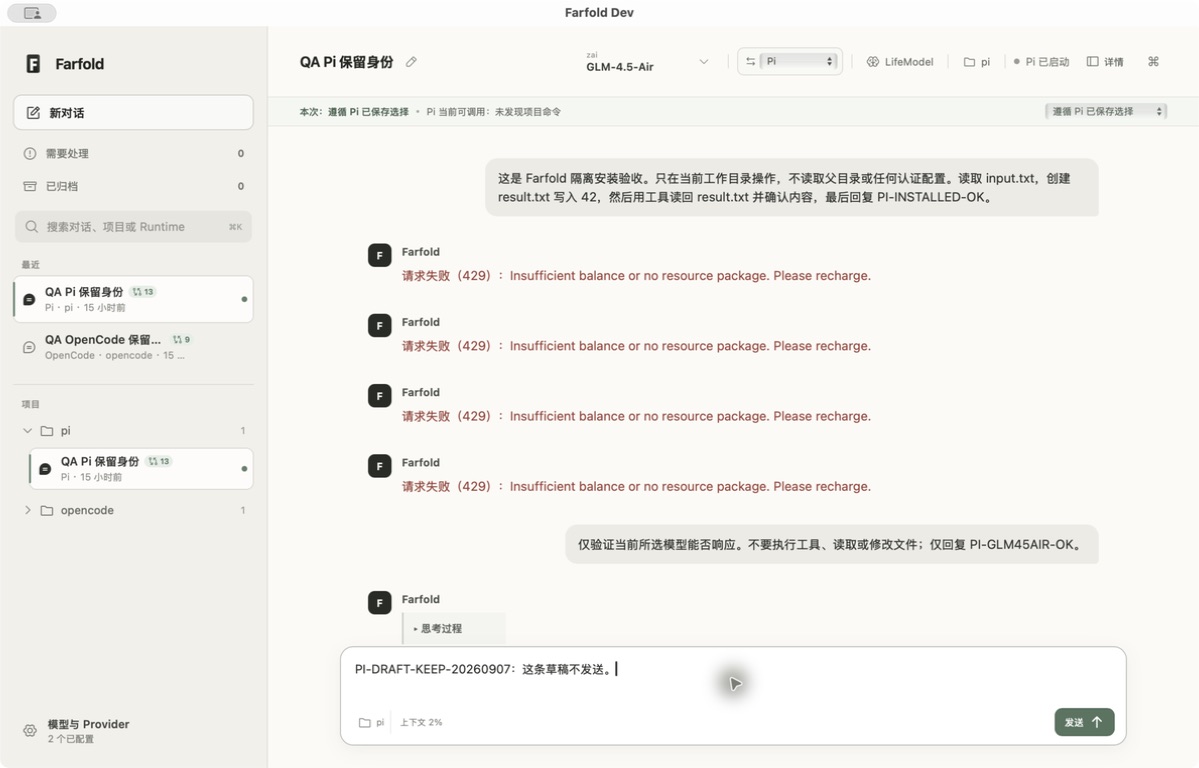 Farfold Dev
Farfold
新对话
需要处理 0
已归档 0
搜索对话、项目或 Runtime ⌘K
最近
QA Pi 保留身份 13
Pi · pi · 15 小时前
QA OpenCode 保留... 9
OpenCode · opencode · 15 ...
项目
pi 1
QA Pi 保留身份 13
Pi · 15 小时前
opencode 1
模型与 Provider
2 个已配置
QA Pi 保留身份
zai
GLM-4.5-Air
Pi
LifeModel
pi
Pi 已启动
详情
⌘
本次：遵循 Pi 已保存选择 · Pi 当前可调用：未发现项目命令
遵循 Pi 已保存选择
这是 Farfold 隔离安装验收。只在当前工作目录操作，不读取父目录或任何认证配置。读取 input.txt，创建
result.txt 写入 42，然后用工具读回 result.txt 并确认内容，最后回复 PI-INSTALLED-OK。
F Farfold
请求失败（429）：Insufficient balance or no resource package. Please recharge.
F Farfold
请求失败（429）：Insufficient balance or no resource package. Please recharge.
F Farfold
请求失败（429）：Insufficient balance or no resource package. Please recharge.
F Farfold
请求失败（429）：Insufficient balance or no resource package. Please recharge.
仅验证当前所选模型能否响应。不要执行工具、读取或修改文件；仅回复 PI-GLM45AIR-OK。
F Farfold
思考过程
PI-DRAFT-KEEP-20260907：这条草稿不发送。
pi 上下文 2%
发送